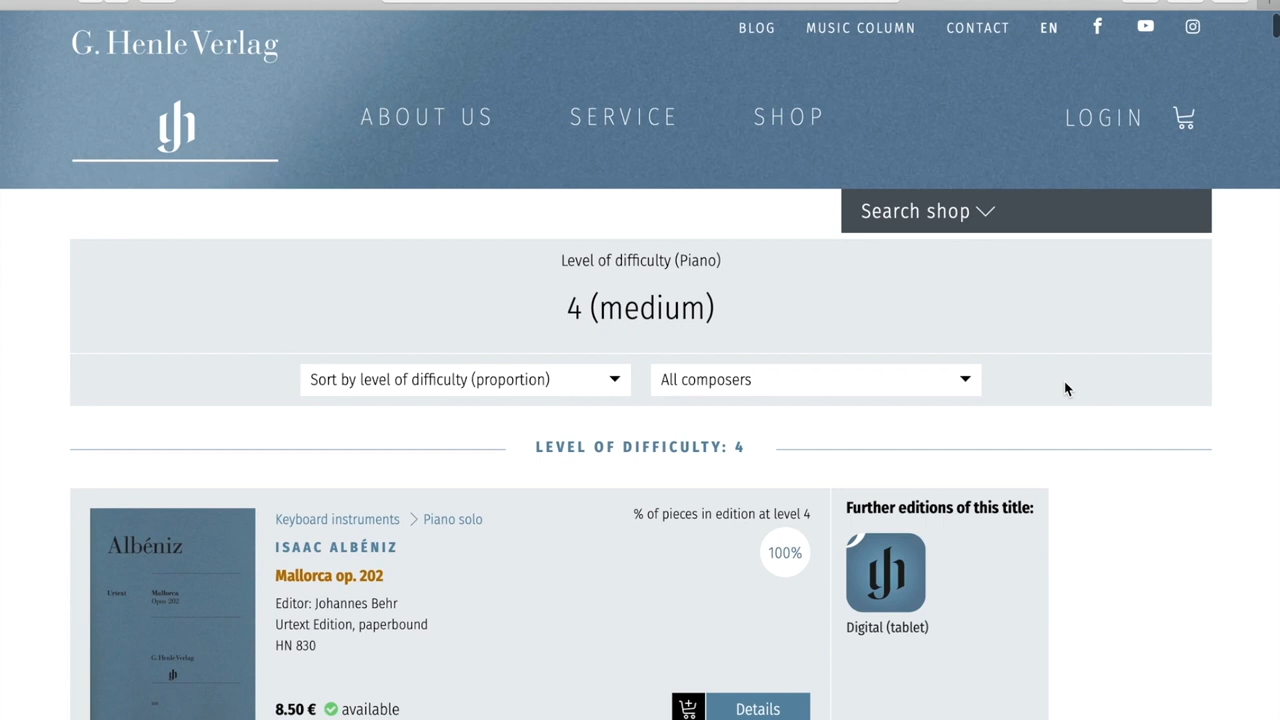 G. Henle Verlag
BLOG MUSIC COLUMN CONTACT EN
ABOUT US SERVICE SHOP LOGIN
Search shop
Level of difficulty (Piano)
4 (medium)
Sort by level of difficulty (proportion) All composers
LEVEL OF DIFFICULTY: 4
Albéniz
Urtext Mallorca
Opus 202
G. Henle Verlag
Keyboard instruments > Piano solo
ISAAC ALBÉNIZ
Mallorca op. 202
Editor: Johannes Behr
Urtext Edition, paperbound
HN 830
8.50 € available
% of pieces in edition at level 4
100%
Details
Further editions of this title:
Digital (tablet)